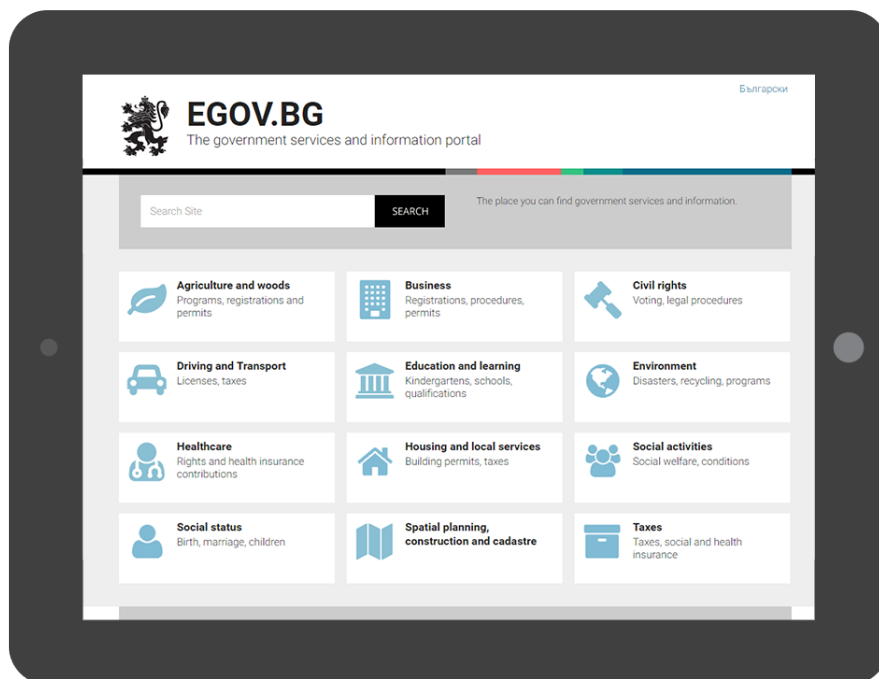 Български
EGOV.BG
The government services and information portal
Search Site
SEARCH
The place you can find government services and information.
Agriculture and woods
Programs, registrations and
permits
Business
Registrations, procedures,
permits
Civil rights
Voting, legal procedures
Driving and Transport
Licenses, taxes
Education and learning
Kindergartens, schools,
qualifications
Environment
Disasters, recycling, programs
Healthcare
Rights and health insurance
contributions
Housing and local services
Building permits, taxes
Social activities
Social welfare, conditions
Social status
Birth, marriage, children
Spatial planning,
construction and cadastre
Taxes
Taxes, social and health
insurance